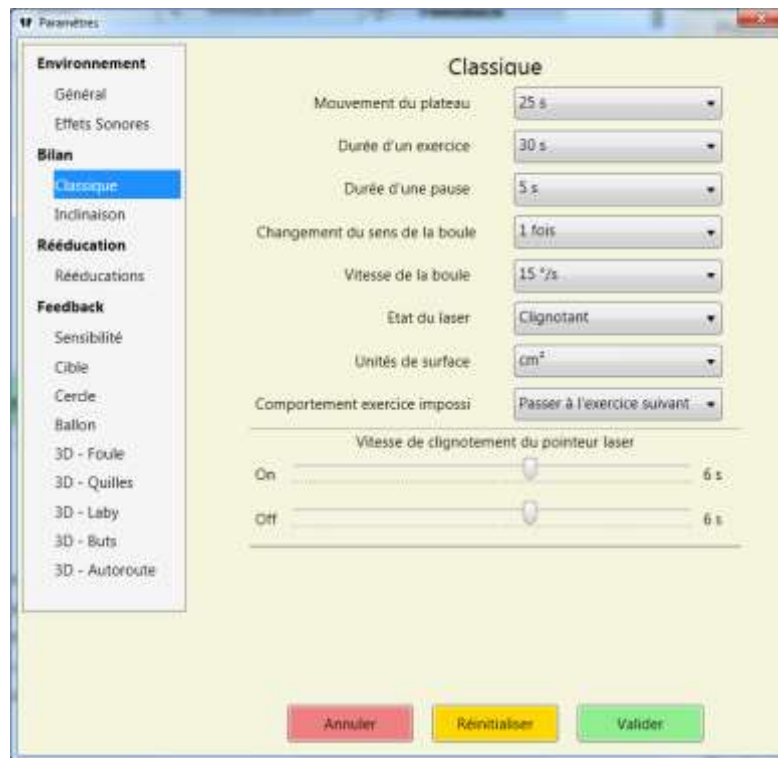 Paramètres
Environnement
Général
Effets Sonores
Bilan
Classique
Inclinaison
Rééducation
Rééducations
Feedback
Sensibilité
Cible
Cercle
Ballon
3D - Foule
3D - Quilles
3D - Laby
3D - Buts
3D - Autoroute
Classique
Mouvement du plateau 25 s
Durée d'un exercice 30 s
Durée d'une pause 5 s
Changement du sens de la boule 1 fois
Vitesse de la boule 15 °/s
Etat du laser Clignotant
Unités de surface cm²
Comportement exercice impossi Passer à l'exercice suivant
Vitesse de clignotement du pointeur laser
On 6 s
Off 6 s
Annuler Réinitialiser Valider